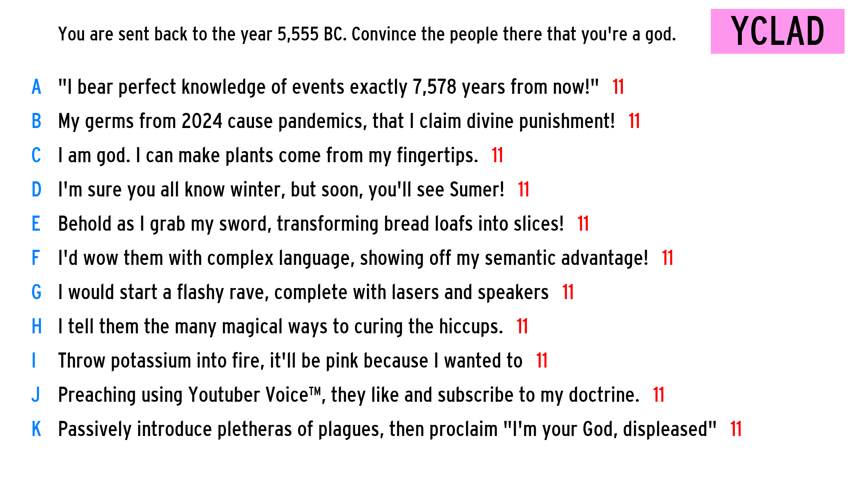 You are sent back to the year 5,555 BC. Convince the people there that you're a god.
YCLAD
A "I bear perfect knowledge of events exactly 7,578 years from now!" 11
B My germs from 2024 cause pandemics, that I claim divine punishment! 11
C I am god. I can make plants come from my fingertips. 11
D I'm sure you all know winter, but soon, you'll see Sumer! 11
E Behold as I grab my sword, transforming bread loafs into slices! 11
F I'd wow them with complex language, showing off my semantic advantage! 11
G I would start a flashy rave, complete with lasers and speakers 11
H I tell them the many magical ways to curing the hiccups. 11
I Throw potassium into fire, it'll be pink because I wanted to 11
J Preaching using Youtuber Voice™, they like and subscribe to my doctrine. 11
K Passively introduce pletheras of plagues, then proclaim "I'm your God, displeased" 11